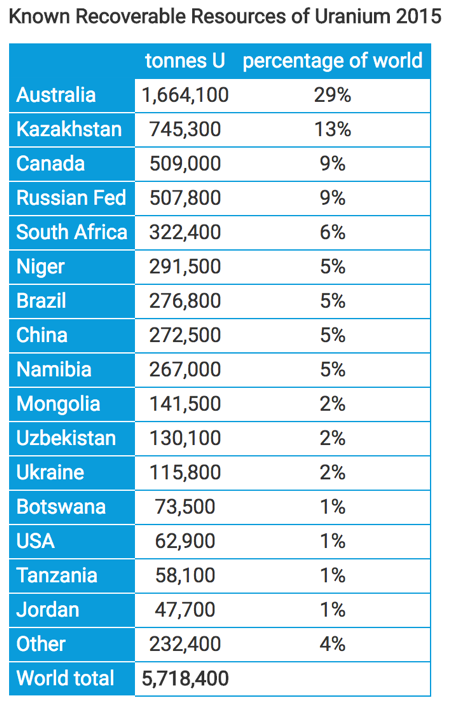 Known Recoverable Resources of Uranium 2015
tonnes U percentage of world
Australia 1,664,100 29%
Kazakhstan 745,300 13%
Canada 509,000 9%
Russian Fed 507,800 9%
South Africa 322,400 6%
Niger 291,500 5%
Brazil 276,800 5%
China 272,500 5%
Namibia 267,000 5%
Mongolia 141,500 2%
Uzbekistan 130,100 2%
Ukraine 115,800 2%
Botswana 73,500 1%
USA 62,900 1%
Tanzania 58,100 1%
Jordan 47,700 1%
Other 232,400 4%
World total 5,718,400